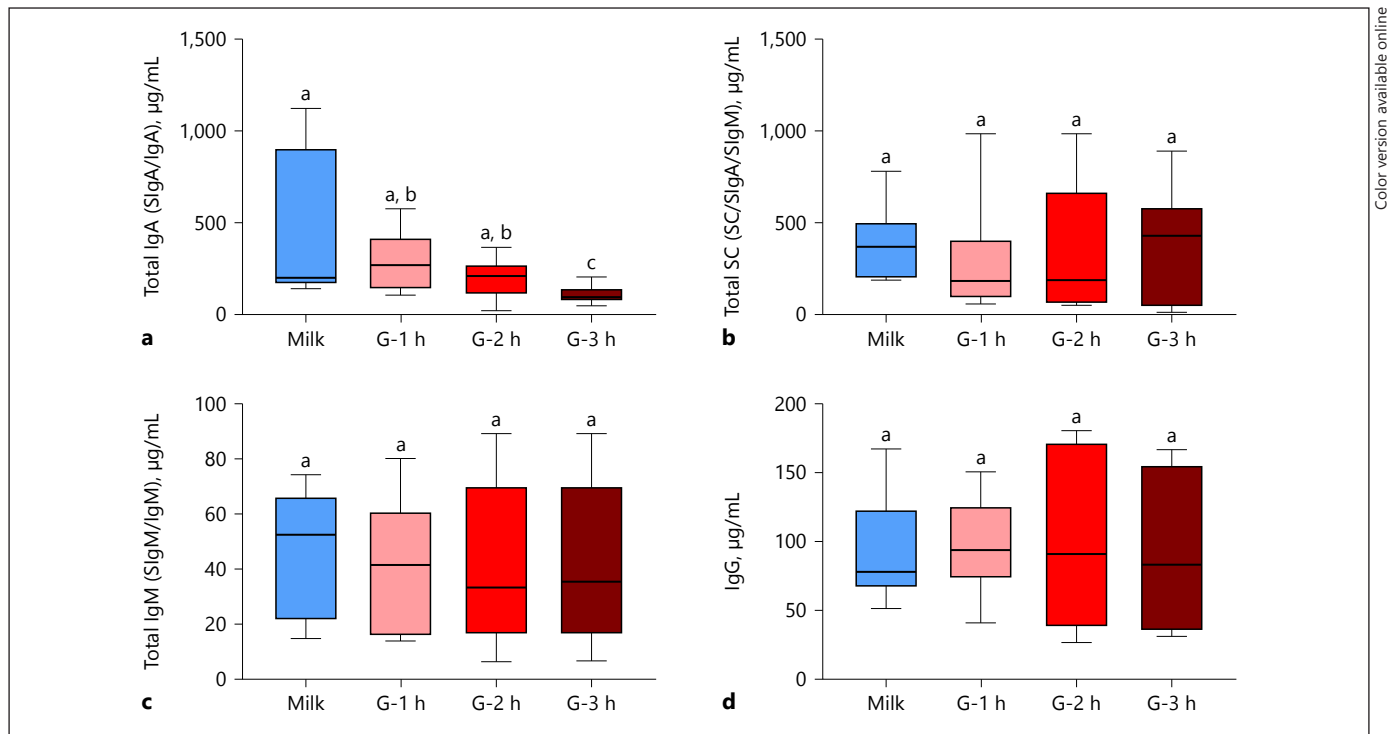 Color version available online
Total IgA (SIgA/IgA), µg/mL
1,500
1,000
500
0
a
a, b
a, b
c
Milk
G-1 h
G-2 h
G-3 h
a
Total SC (SC/SIgA/SIgM), µg/mL
1,500
1,000
500
0
a
a
a
a
Milk
G-1 h
G-2 h
G-3 h
b
Total IgM (SIgM/IgM), µg/mL
100
80
60
40
20
0
a
a
a
a
Milk
G-1 h
G-2 h
G-3 h
c
IgG, µg/mL
200
150
100
50
0
a
a
a
a
Milk
G-1 h
G-2 h
G-3 h
d